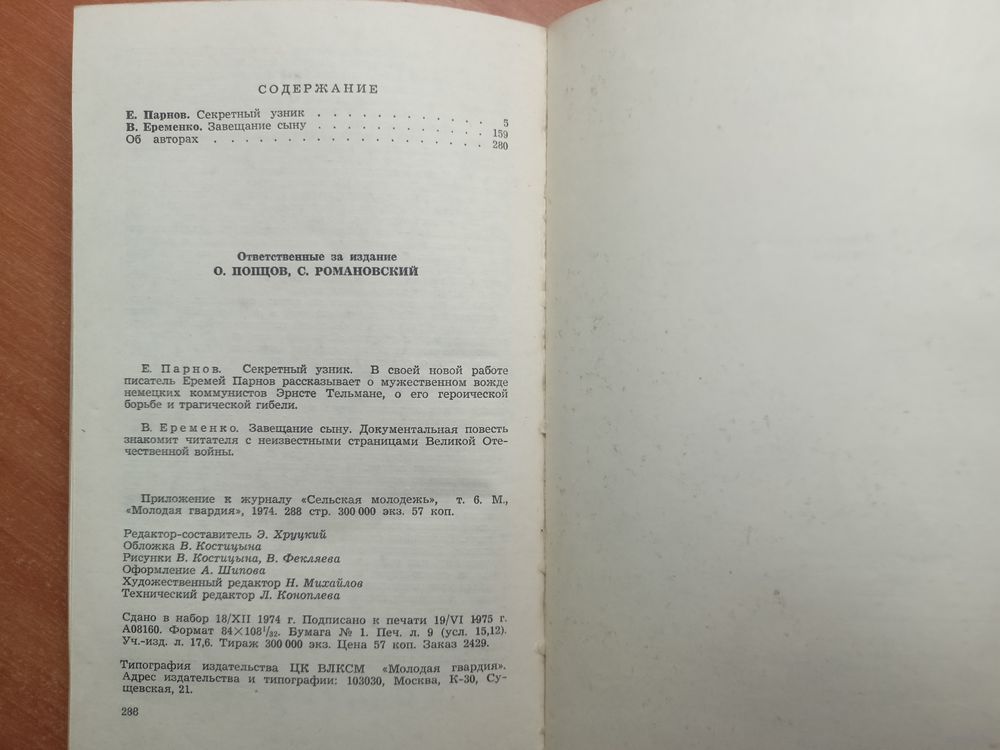 СОДЕРЖАНИЕ
Е. Парнов. Секретный узник . . . . . . . . . . . . 5
В. Еременко. Завещание сыну . . . . . . . . . . . . 159
Об авторах . . . . . . . . . . . . . . . . . . . 280
Ответственные за издание
О. ПОПЦОВ, С. РОМАНОВСКИЙ
Е. Парнов. Секретный узник. В своей новой работе
писатель Еремей Парнов рассказывает о мужественном вожде
немецких коммунистов Эрнсте Тельмане, о его героической
борьбе и трагической гибели.
В. Еременко. Завещание сыну. Документальная повесть
знакомит читателя с неизвестными страницами Великой Оте-
чественной войны.
Приложение к журналу «Сельская молодежь», т. 6. М.,
«Молодая гвардия», 1974. 288 стр. 300 000 экз. 57 коп.
Редактор-составитель Э. Хруцкий
Обложка В. Костицына
Рисунки В. Костицына, В. Фекляева
Оформление А. Шипова
Художественный редактор Н. Михайлов
Технический редактор Л. Коноплева
Сдано в набор 18/XII 1974 г. Подписано к печати 19/VI 1975 г.
А08160. Формат 84×108¹/₃₂. Бумага № 1. Печ. л. 9 (усл. 15,12).
Уч.-изд. л. 17,6. Тираж 300 000 экз. Цена 57 коп. Заказ 2429.
Типография издательства ЦК ВЛКСМ «Молодая гвардия».
Адрес издательства и типографии: 103030, Москва, К-30, Су-
щевская, 21.
288